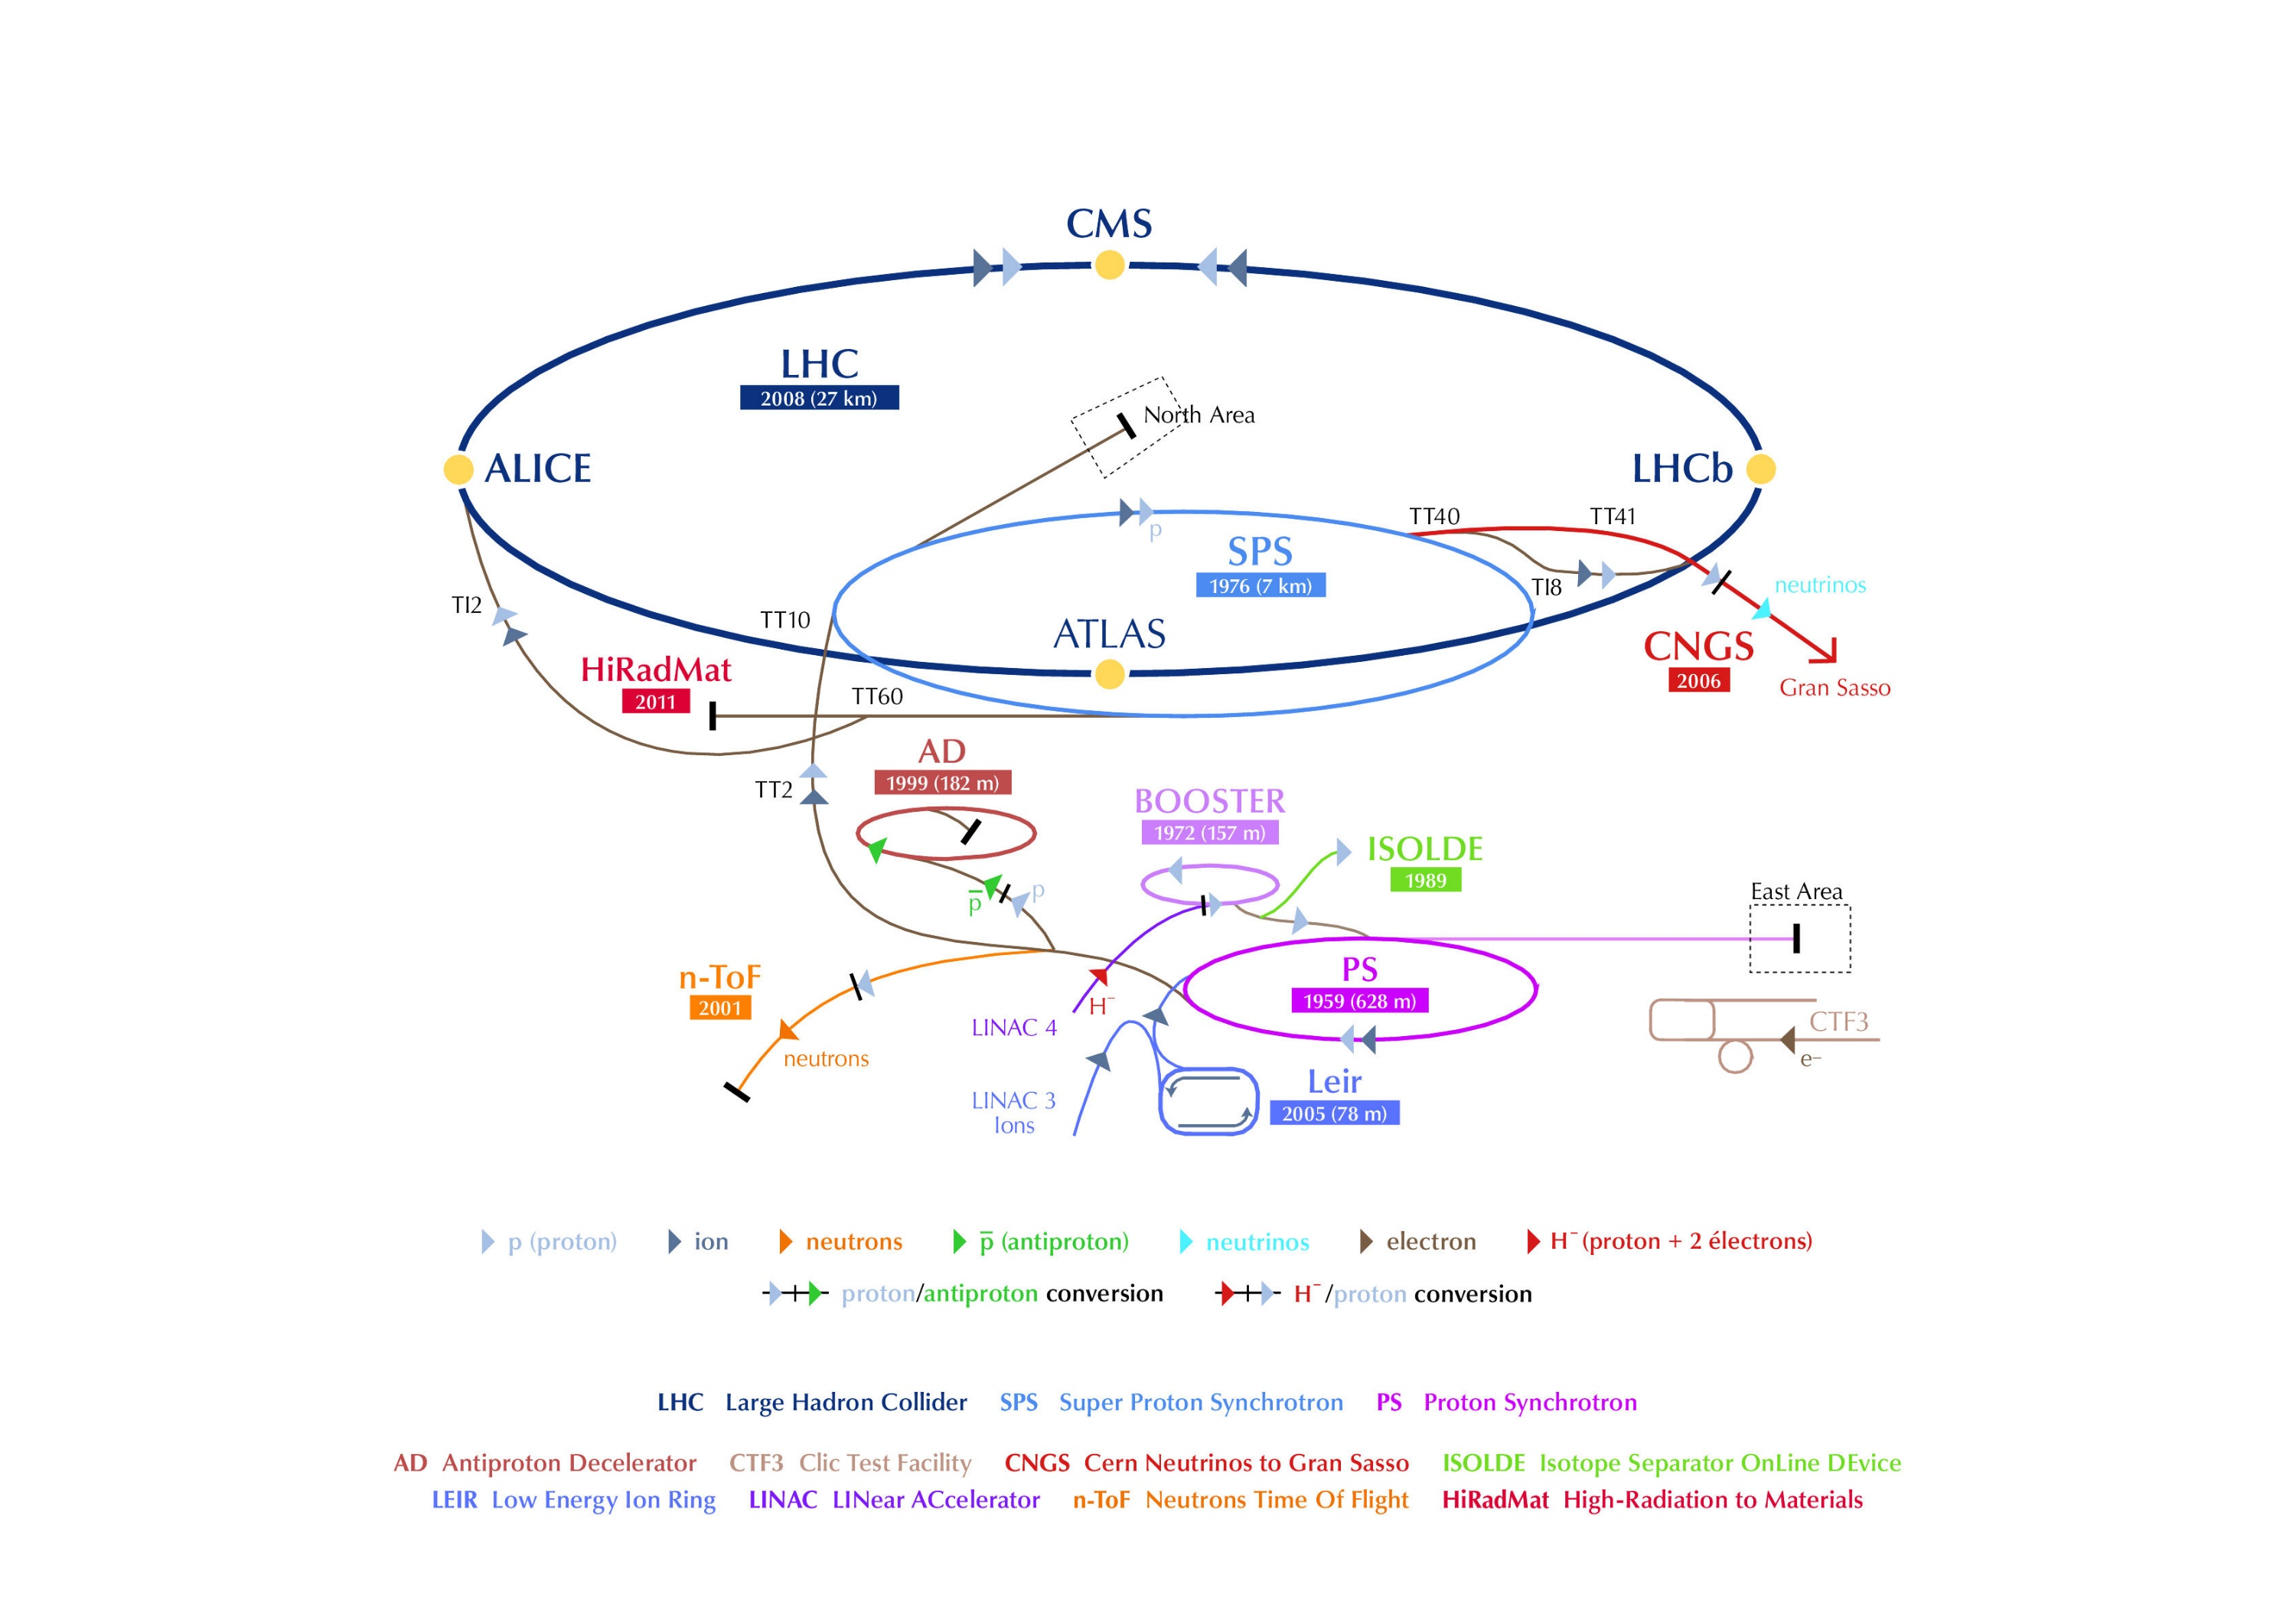 CMS
LHC
2008 (27 km)
North Area
ALICE
LHCb
p
TT40
TT41
SPS
1976 (7 km)
TI8
neutrinos
TI2
TT10
ATLAS
CNGS
2006
Gran Sasso
HiRadMat
2011
TT60
AD
1999 (182 m)
TT2
BOOSTER
1972 (157 m)
ISOLDE
1989
p̅
p
East Area
n-ToF
2001
PS
1959 (628 m)
H⁻
LINAC 4
CTF3
e–
neutrons
Leir
2005 (78 m)
LINAC 3
Ions
p (proton) ion neutrons p̅ (antiproton) neutrinos electron H⁻ (proton + 2 électrons)
proton/antiproton conversion H⁻/proton conversion
LHC Large Hadron Collider SPS Super Proton Synchrotron PS Proton Synchrotron
AD Antiproton Decelerator CTF3 Clic Test Facility CNGS Cern Neutrinos to Gran Sasso ISOLDE Isotope Separator OnLine DEvice
LEIR Low Energy Ion Ring LINAC LINear ACcelerator n-ToF Neutrons Time Of Flight HiRadMat High-Radiation to Materials